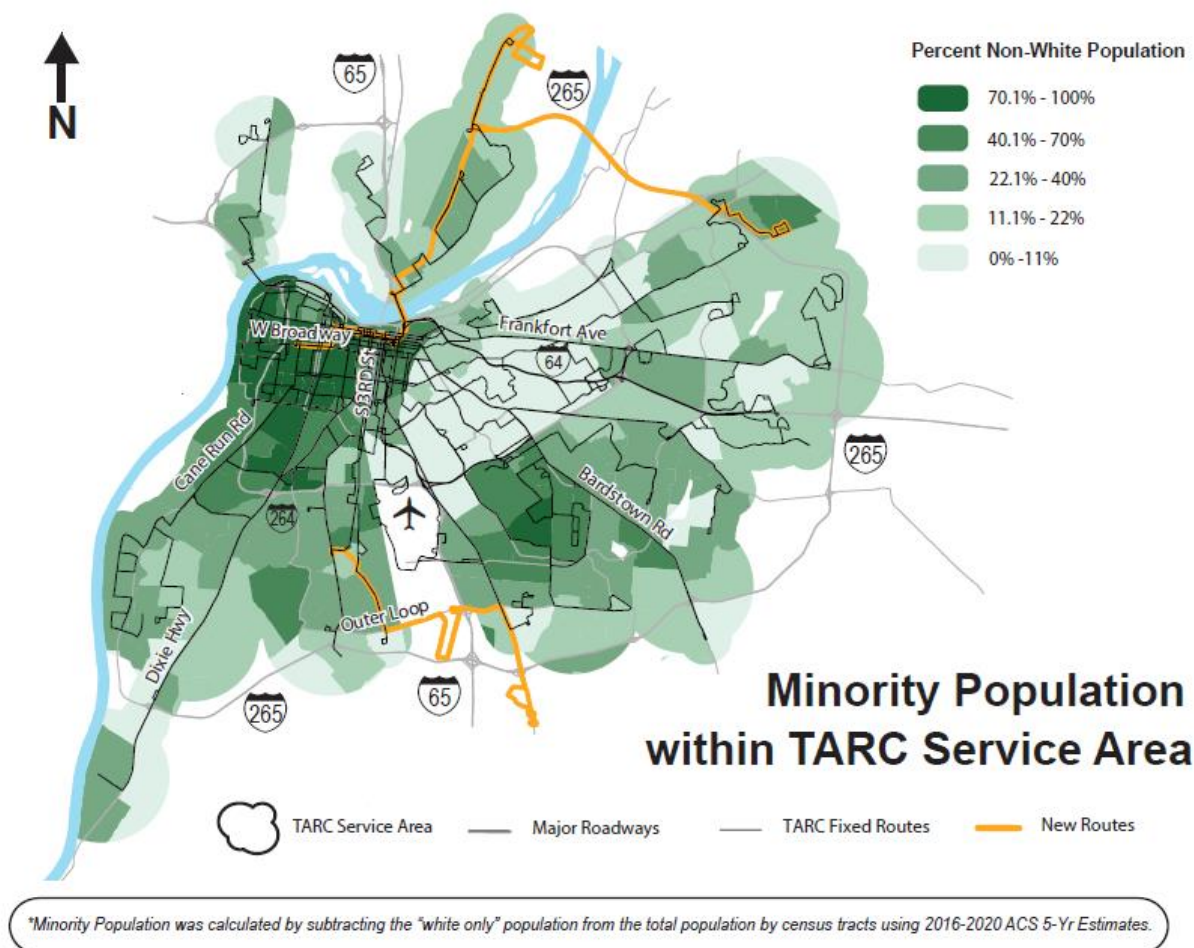 N
65
265
Percent Non-White Population
70.1% - 100%
40.1% - 70%
22.1% - 40%
11.1% - 22%
0% -11%
W Broadway
S 3RD St
Frankfort Ave
64
Cane Run Rd
264
265
Bardstown Rd
Outer Loop
Dixie Hwy
65
265
Minority Population
within TARC Service Area
TARC Service Area
Major Roadways
TARC Fixed Routes
New Routes
*Minority Population was calculated by subtracting the "white only" population from the total population by census tracts using 2016-2020 ACS 5-Yr Estimates.